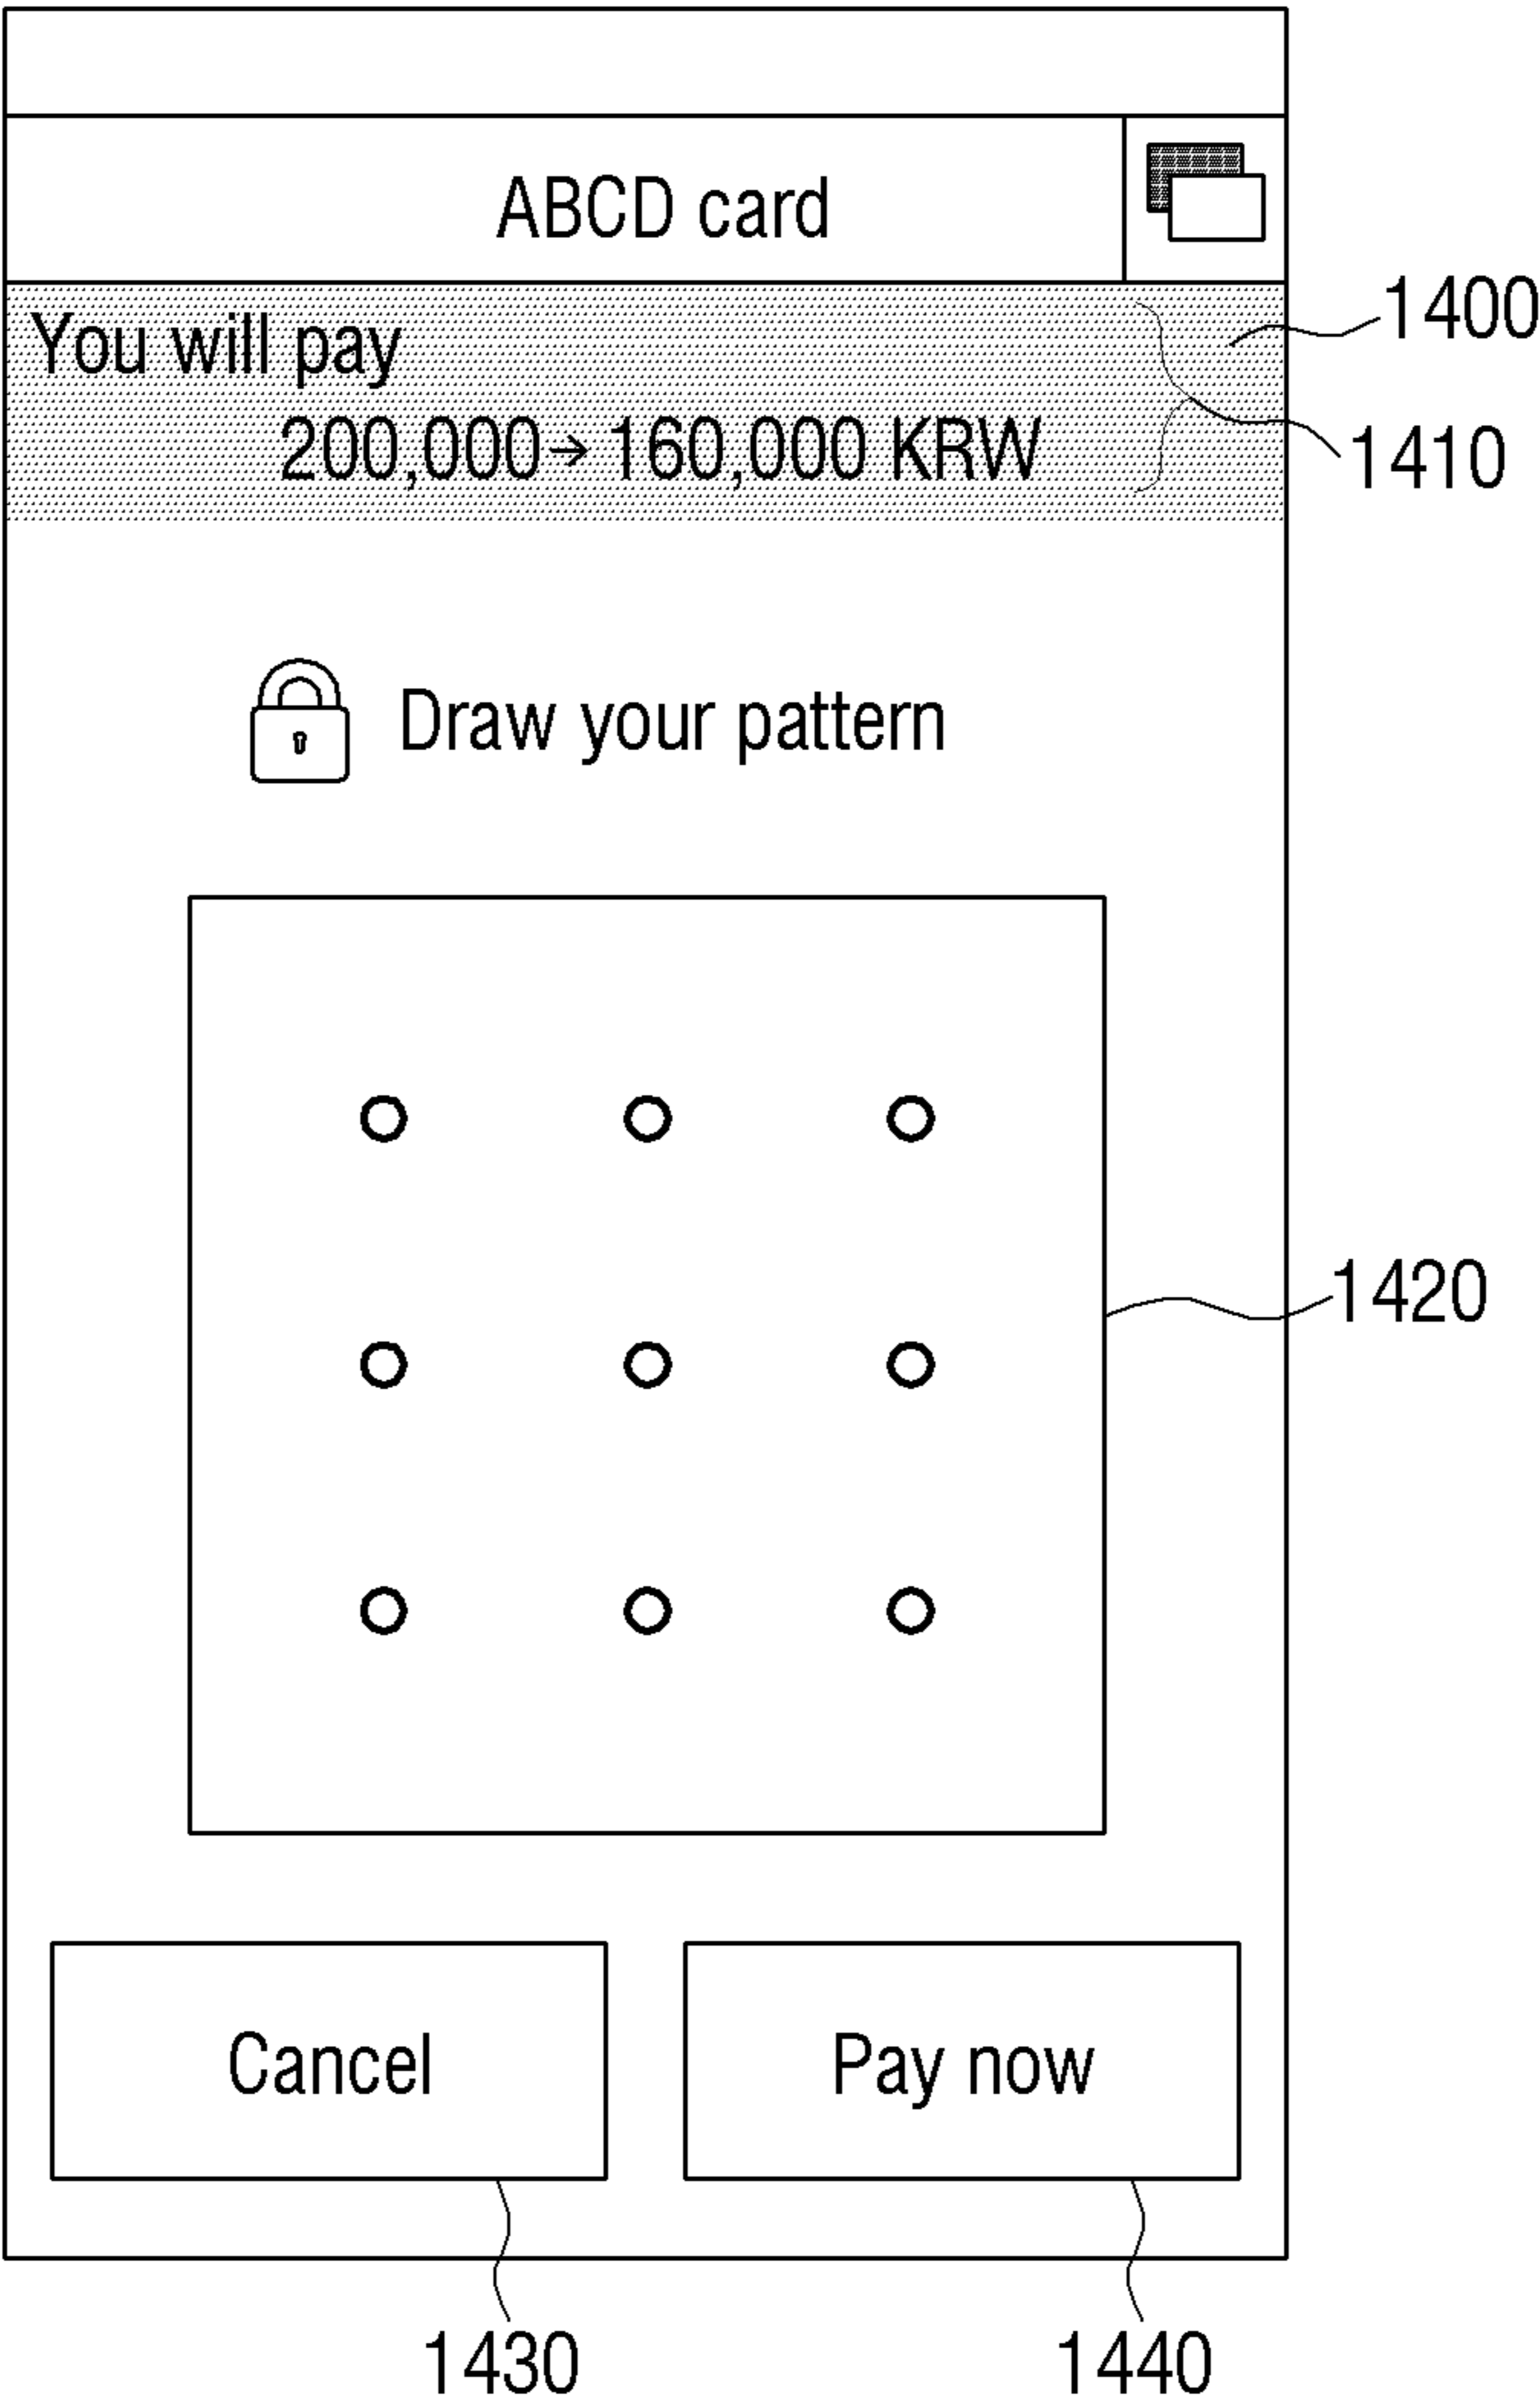 ABCD card
You will pay
200,000→160,000 KRW
1400
1410
Draw your pattern
1420
Cancel
Pay now
1430
1440